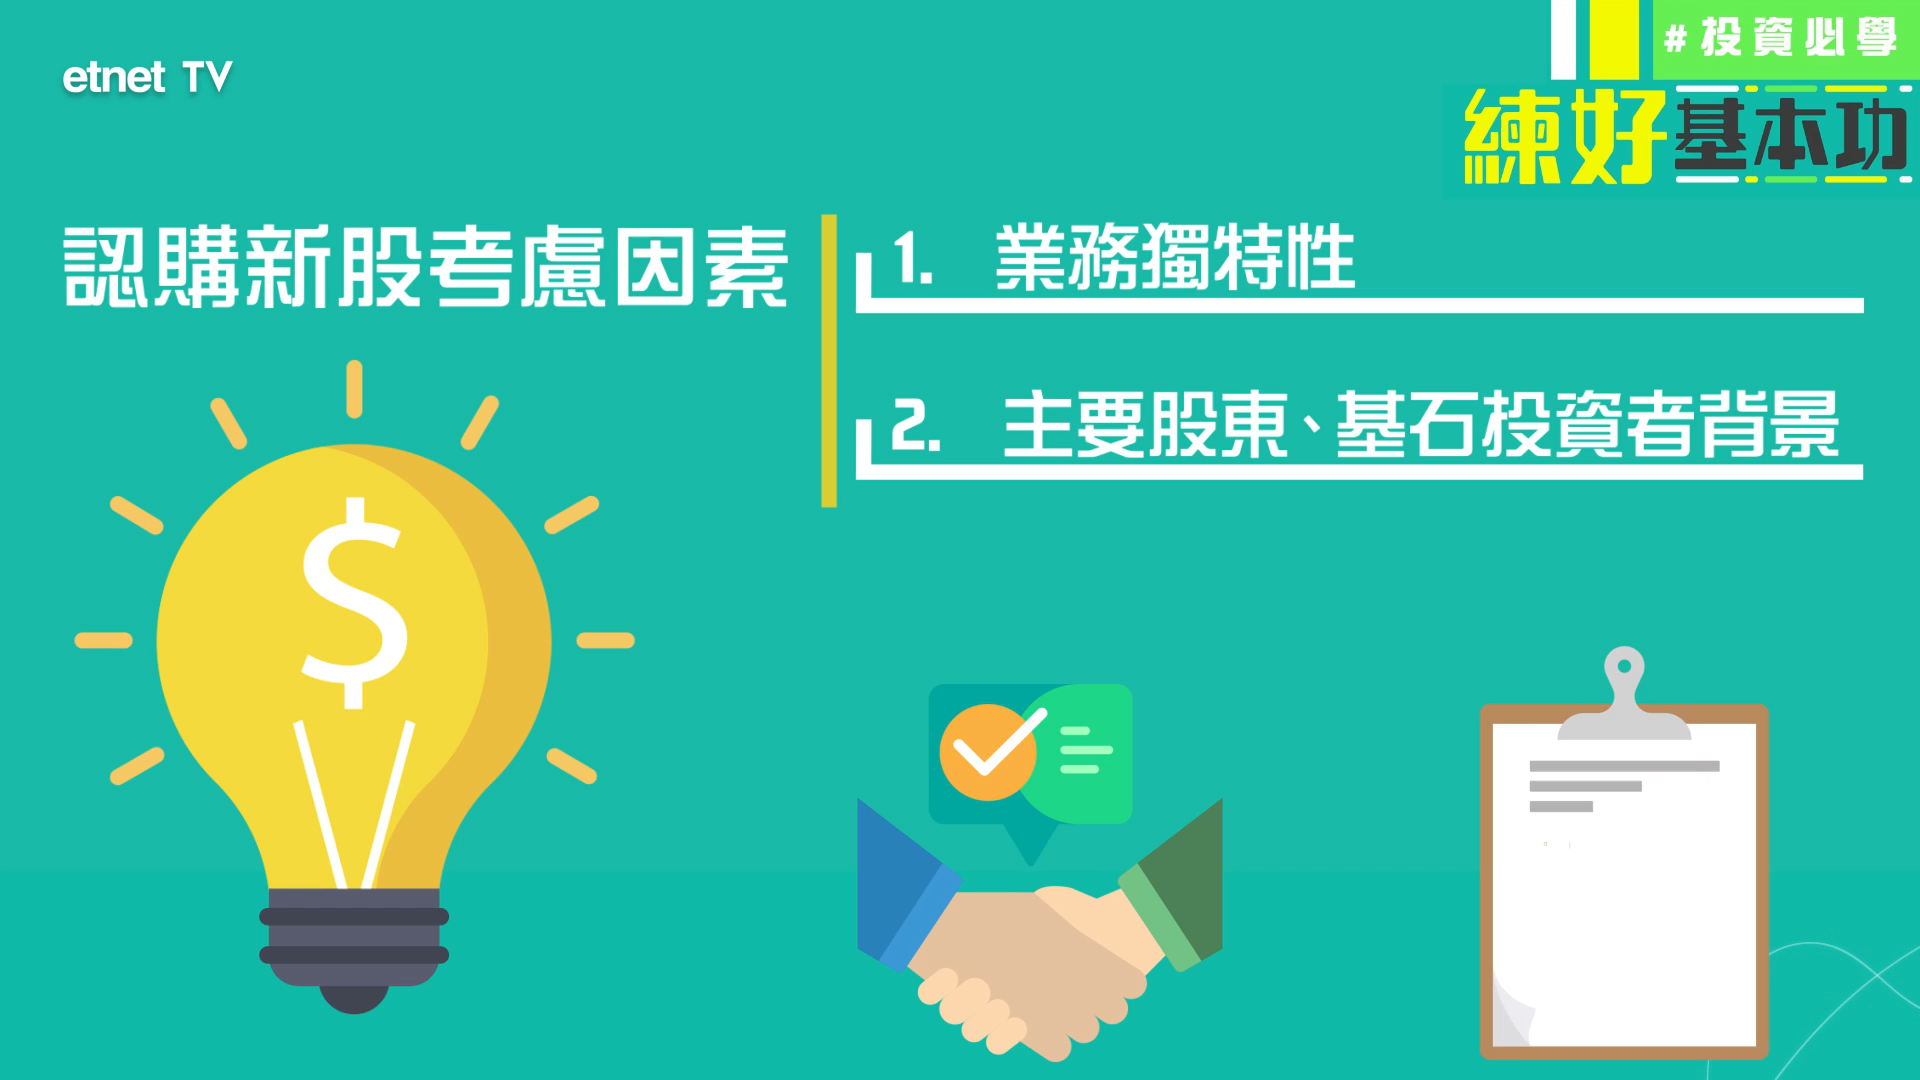 etnet TV
#投資必學
練好基本功
認購新股考慮因素
1. 業務獨特性
2. 主要股東、基石投資者背景
$